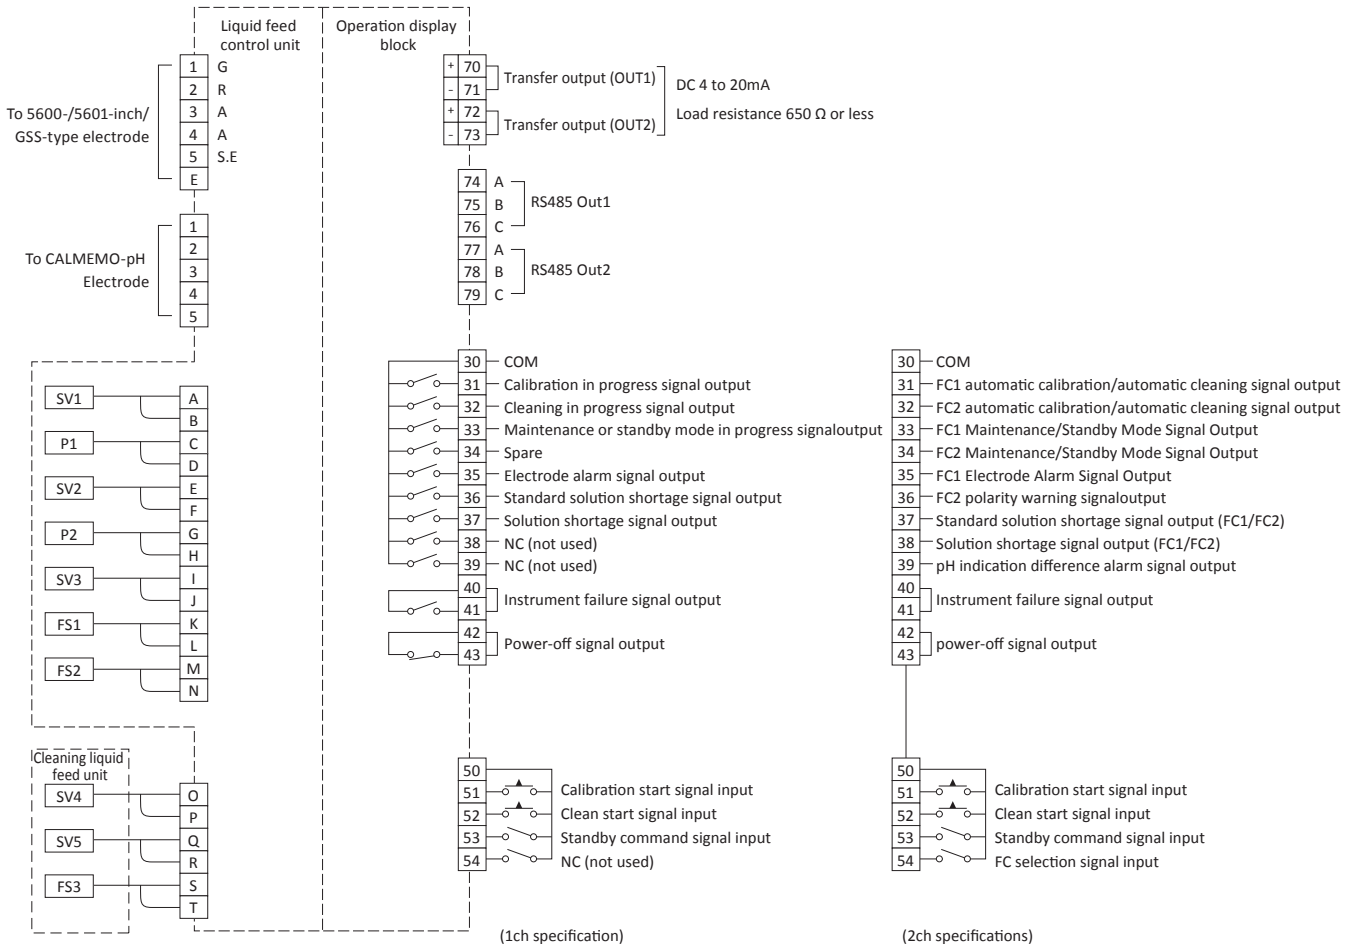 Liquid feed
control unit
Operation display
block
1 G
2 R
3 A
4 A
5 S.E
E
To 5600-/5601-inch/
GSS-type electrode
1
2
3
4
5
To CALMEMO-pH
Electrode
+ 70
- 71
+ 72
- 73
Transfer output (OUT1)
Transfer output (OUT2)
DC 4 to 20mA
Load resistance 650 Ω or less
74 A
75 B
76 C
RS485 Out1
77 A
78 B
79 C
RS485 Out2
SV1 A
B
P1 C
D
SV2 E
F
P2 G
H
SV3 I
J
FS1 K
L
FS2 M
N
Cleaning liquid
feed unit
SV4 O
P
SV5 Q
R
FS3 S
T
30 COM
31 Calibration in progress signal output
32 Cleaning in progress signal output
33 Maintenance or standby mode in progress signaloutput
34 Spare
35 Electrode alarm signal output
36 Standard solution shortage signal output
37 Solution shortage signal output
38 NC (not used)
39 NC (not used)
40
41
Instrument failure signal output
42
43
Power-off signal output
50
51 Calibration start signal input
52 Clean start signal input
53 Standby command signal input
54 NC (not used)
(1ch specification)
30 COM
31 FC1 automatic calibration/automatic cleaning signal output
32 FC2 automatic calibration/automatic cleaning signal output
33 FC1 Maintenance/Standby Mode Signal Output
34 FC2 Maintenance/Standby Mode Signal Output
35 FC1 Electrode Alarm Signal Output
36 FC2 polarity warning signaloutput
37 Standard solution shortage signal output (FC1/FC2)
38 Solution shortage signal output (FC1/FC2)
39 pH indication difference alarm signal output
40
41
Instrument failure signal output
42
43
power-off signal output
50
51 Calibration start signal input
52 Clean start signal input
53 Standby command signal input
54 FC selection signal input
(2ch specifications)